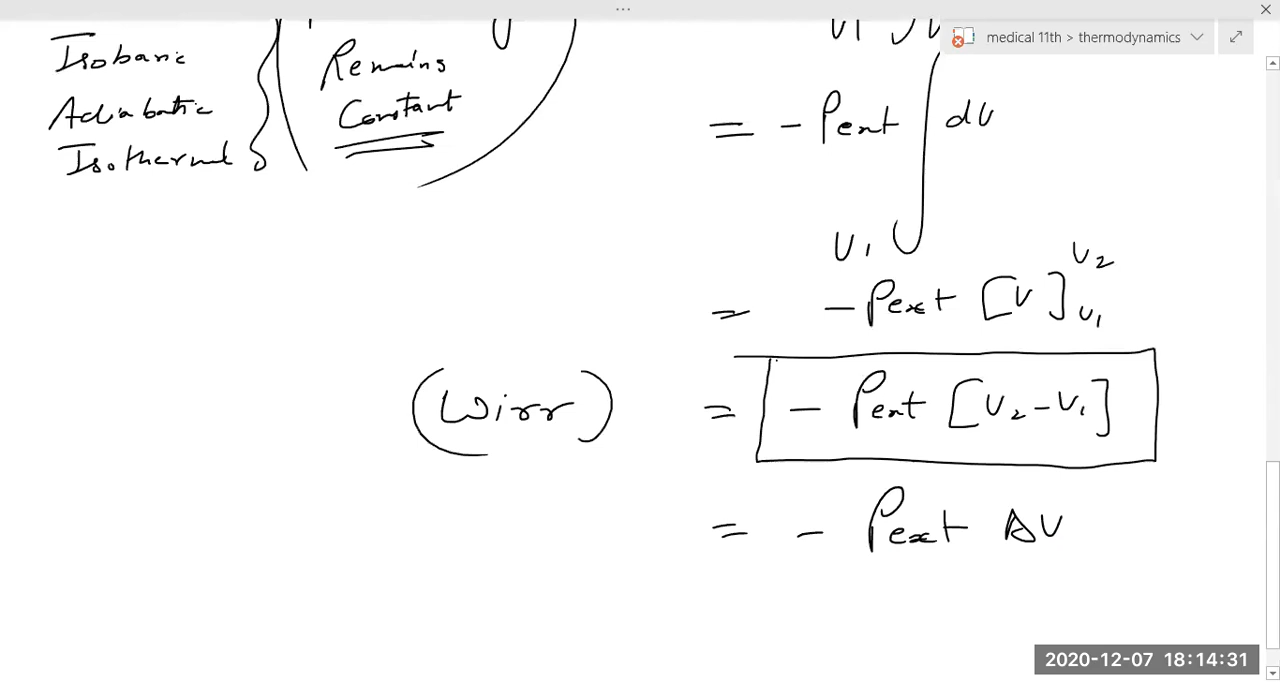 medical 11th > thermodynamics
Isobaric
Adiabatic
Isothermal
Remains
Constant
= - Pext ∫ dV
V₁
= - Pext [V] V₂ V₁
(Wirr) = - Pext [V₂ - V₁]
= - Pext ΔV
2020-12-07 18:14:31